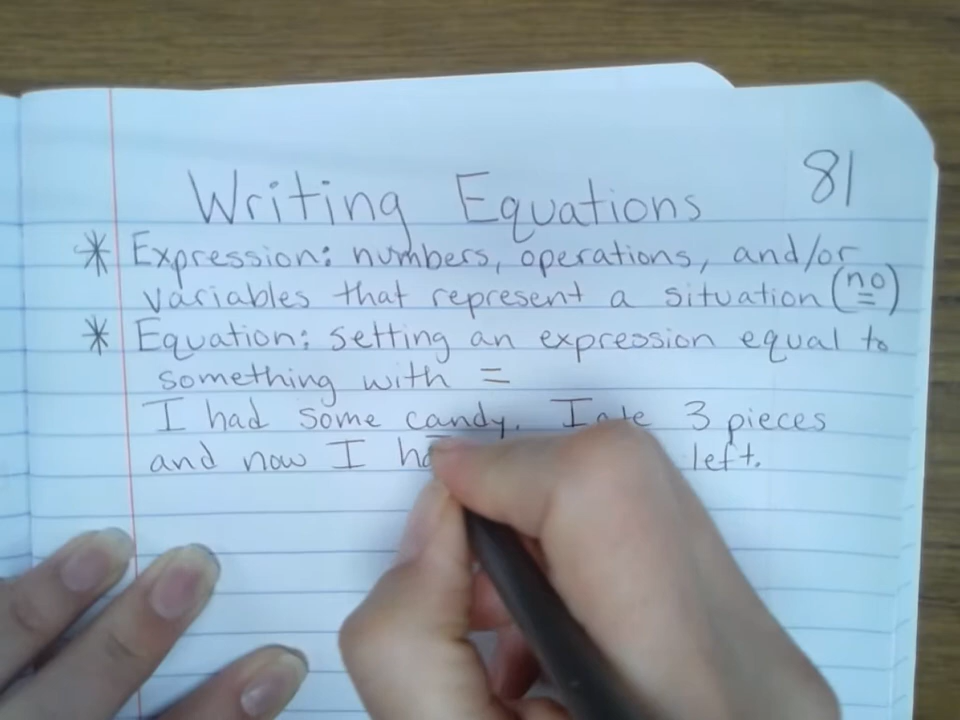 Writing Equations 81
* Expression: numbers, operations, and/or
variables that represent a situation (no =)
* Equation: setting an expression equal to
something with =
I had some candy. I ate 3 pieces
and now I left.